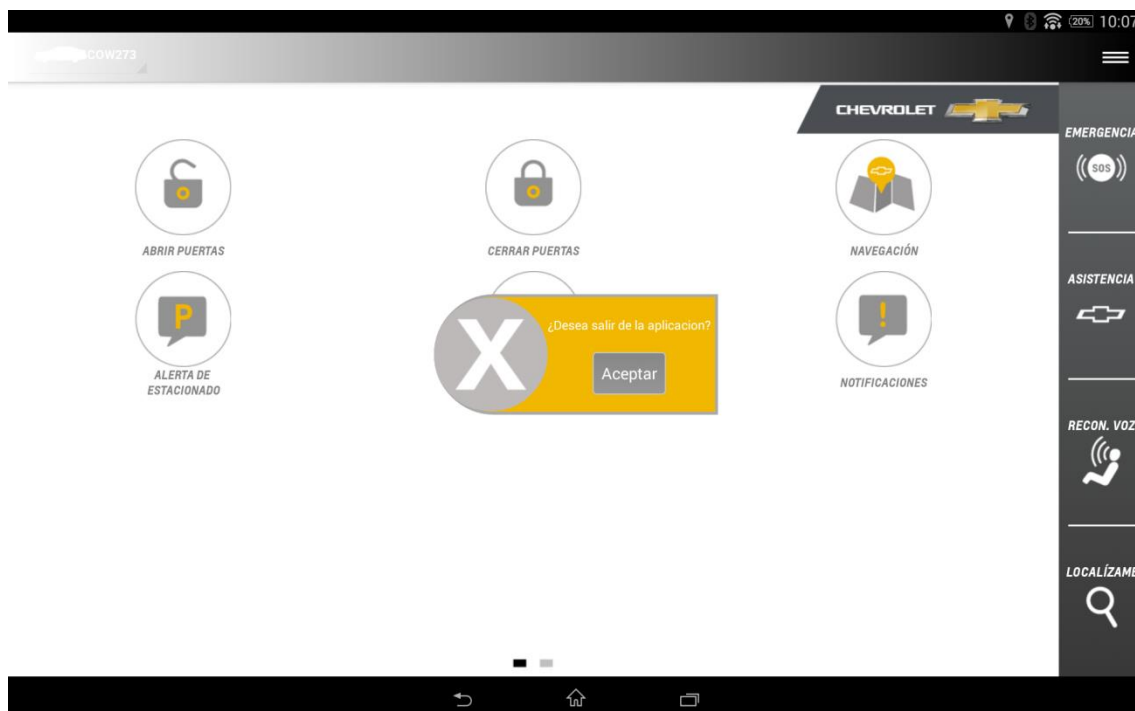 20% 10:07
COW273
CHEVROLET
EMERGENCIA
SOS
ABRIR PUERTAS
CERRAR PUERTAS
NAVEGACIÓN
ASISTENCIA
P
X
¿Desea salir de la aplicacion?
!
Aceptar
ALERTA DE
ESTACIONADO
NOTIFICACIONES
RECON. VOZ
LOCALÍZAME